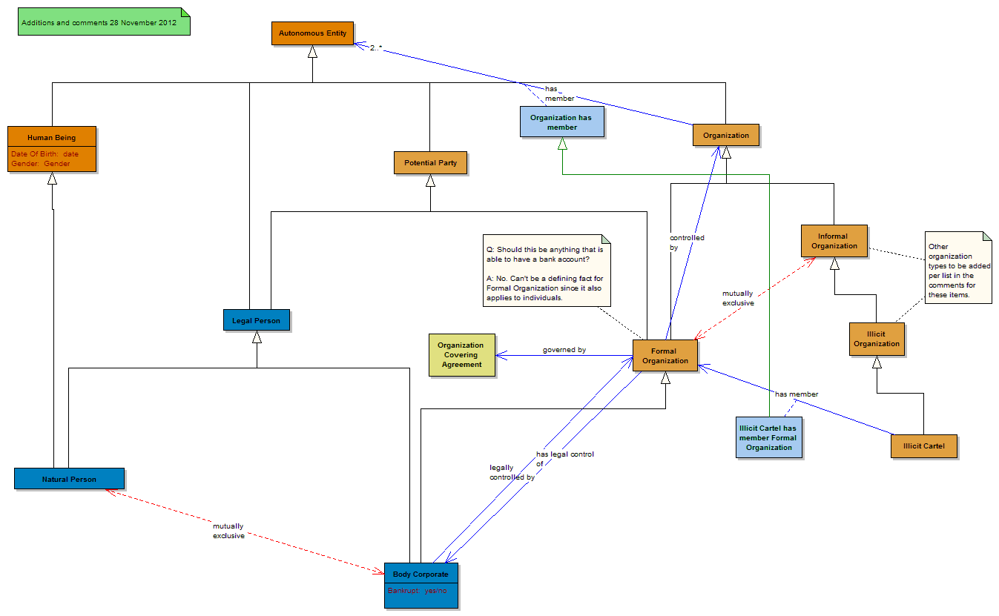 Additions and comments 28 November 2012
Autonomous Entity
2..*
has
member
Organization has
member
Organization
Human Being
Date Of Birth:  date
Gender:  Gender
Potential Party
controlled
by
Informal
Organization
Other
organization
types to be added
per list in the
comments for
these items.
Q: Should this be anything that is
able to have a bank account?
A: No. Can't be a defining fact for
Formal Organization since it also
applies to individuals.
mutually
exclusive
Legal Person
Illicit
Organization
Organization
Covering
Agreement
governed by
Formal
Organization
has member
Illicit Cartel has
member Formal
Organization
Illicit Cartel
has legal control
of
legally
controlled by
Natural Person
mutually
exclusive
Body Corporate
Bankrupt:  yes/no